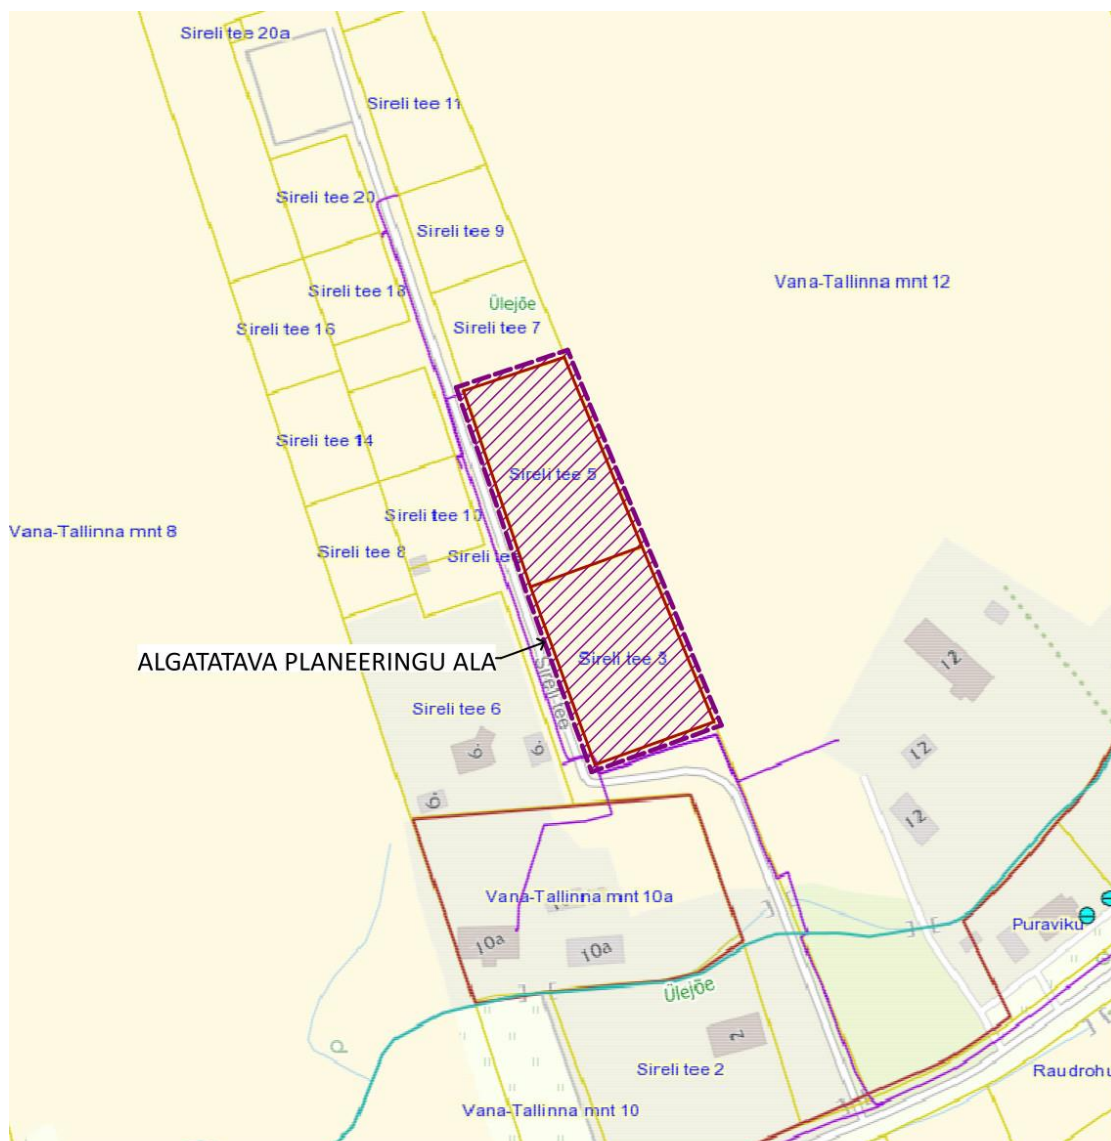 Sireli tee 20a
Sireli tee 11
Sireli tee 20
Sireli tee 9
Vana-Tallinna mnt 12
Sireli tee 18
Ülejõe
Sireli tee 16
Sireli tee 7
Sireli tee 14
Sireli tee 5
Sireli tee 10
Vana-Tallinna mnt 8
Sireli tee 8
Sireli tee
ALGATATAVA PLANEERINGU ALA
Sireli tee 3
12
Sireli-tee
Sireli tee 6
6
6
12
6
12
Vana-Tallinna mnt 10a
Puraviku
10a
10a
Ülejõe
2
Sireli tee 2
Raudrohu
Vana-Tallinna mnt 10